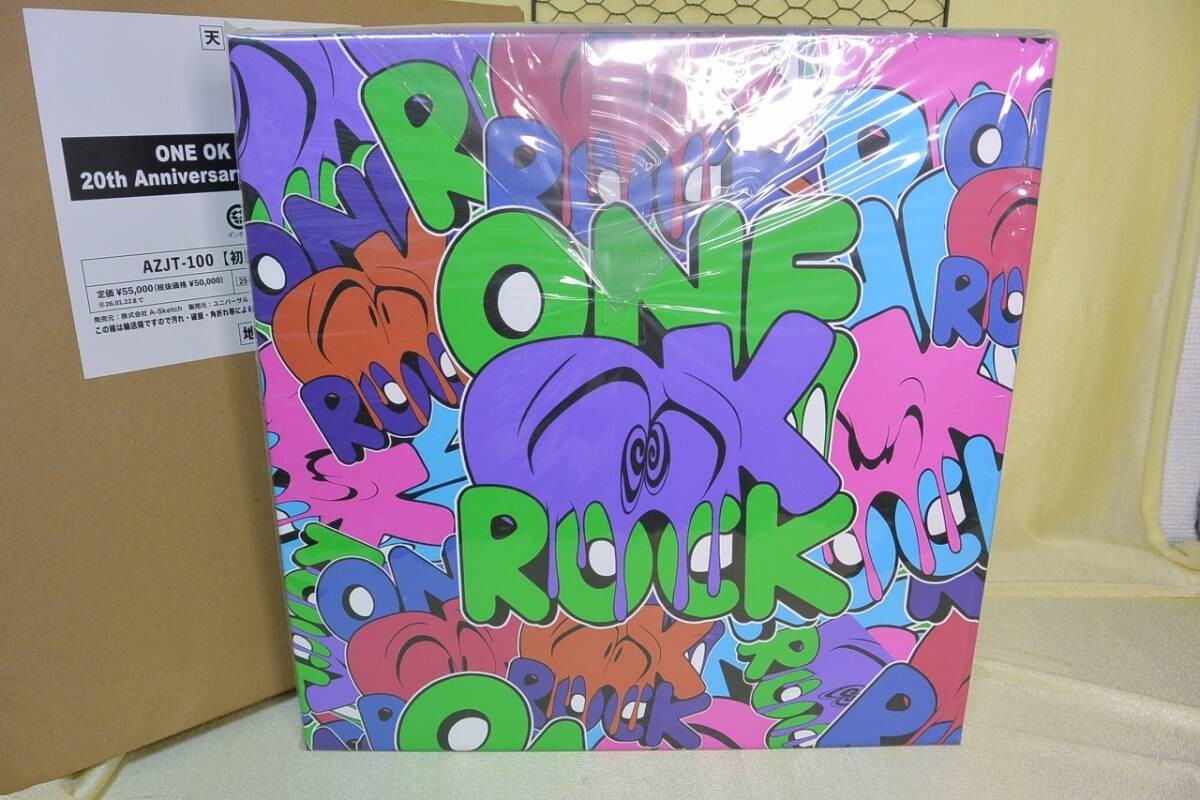 天
ONE OK
20th Anniversar
AZJT-100【初
定価 ¥55,000(税抜価格 ¥50,000)
※26.01.22まで
発売元：株式会社 A-Sketch 販売元：ユニバーサル
この箱は輸送箱ですので汚れ・破損・角折れ等による
地
ONE
OK
ROCK